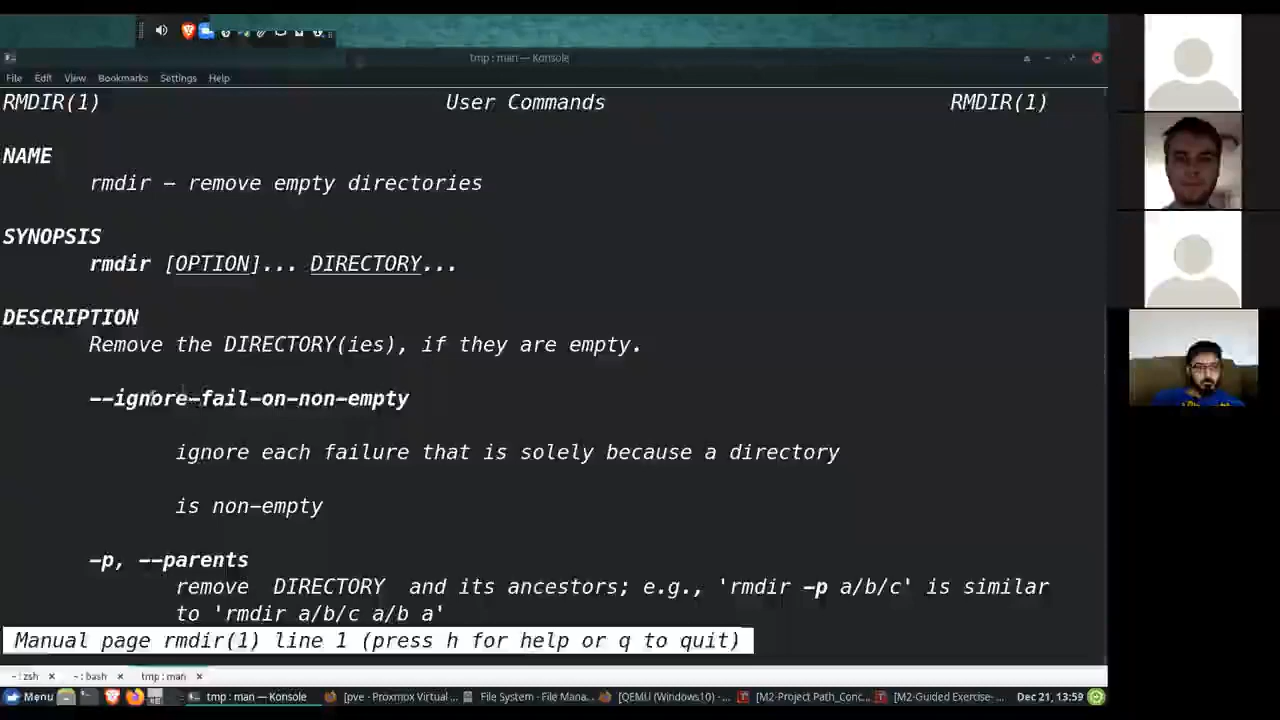 tmp : man — Konsole
File Edit View Bookmarks Settings Help
RMDIR(1) User Commands RMDIR(1)
NAME
rmdir – remove empty directories
SYNOPSIS
rmdir [OPTION]... DIRECTORY...
DESCRIPTION
Remove the DIRECTORY(ies), if they are empty.
--ignore-fail-on-non-empty
ignore each failure that is solely because a directory
is non-empty
-p, --parents
remove DIRECTORY and its ancestors; e.g., 'rmdir -p a/b/c' is similar
to 'rmdir a/b/c a/b a'
Manual page rmdir(1) line 1 (press h for help or q to quit)
~ : zsh ~ : bash tmp : man
Menu tmp : man — Konsole [pve - Proxmox Virtual ... File System - File Mana... [QEMU (Windows10) - ... [M2-Project Path_Conc... [M2-Guided Exercise-... Dec 21, 13:59